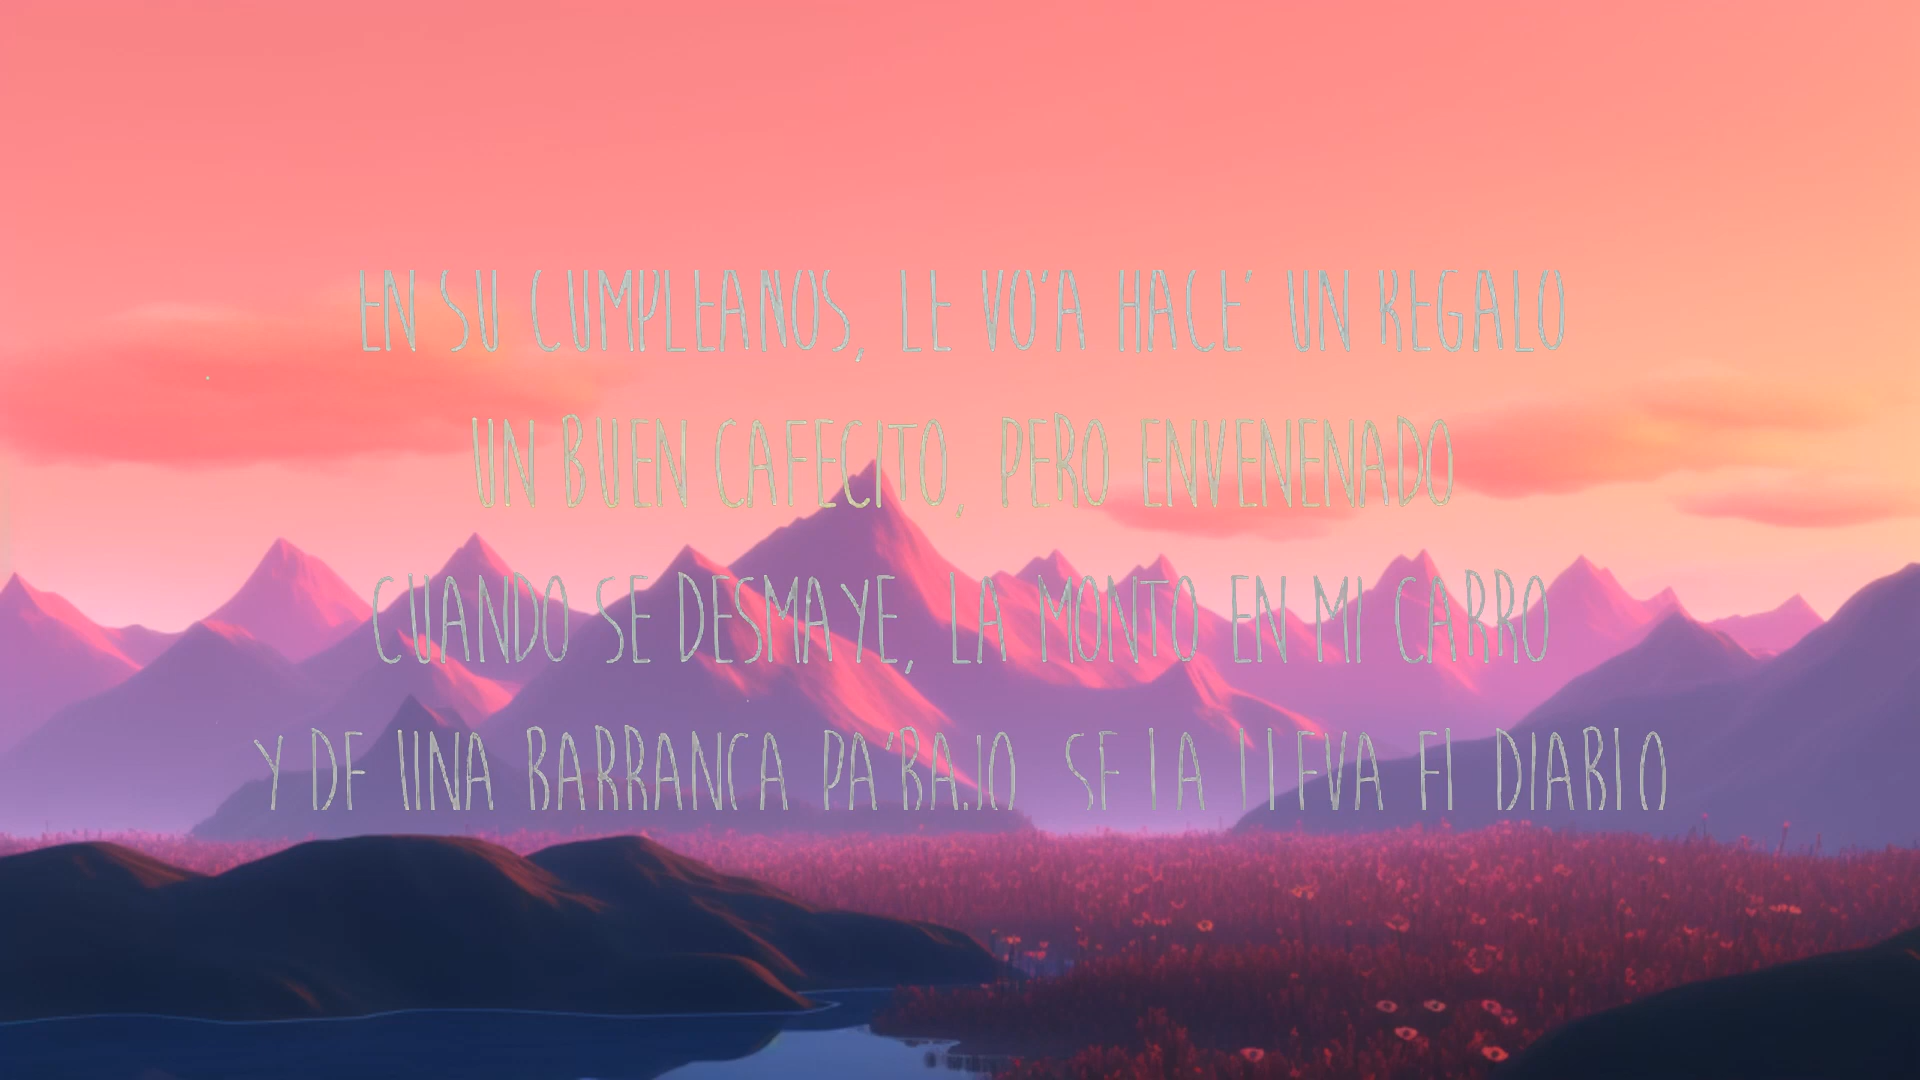 EN SU CUMPLEAÑOS, LE VO'A HACE' UN REGALO
UN BUEN CAFECITO, PERO ENVENENADO
CUANDO SE DESMAYE, LA MONTO EN MI CARRO
Y DE UNA BARRANCA PA'BAJO SE LA LLEVA EL DIABLO